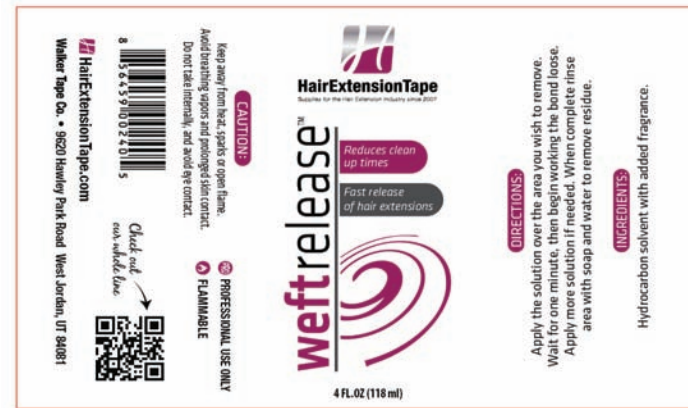 HairExtensionTape
Supplies for the Hair Extension Industry since 2007
weftrelease™
Reduces clean
up times
Fast release
of hair extensions
4 FL.OZ (118 ml)
DIRECTIONS:
Apply the solution over the area you wish to remove.
Wait for one minute, then begin working the bond loose.
Apply more solution if needed. When complete rinse
area with soap and water to remove residue.
INGREDIENTS:
Hydrocarbon solvent with added fragrance.
CAUTION:
Keep away from heat, sparks or open flame.
Avoid breathing vapors and prolonged skin contact.
Do not take internally, and avoid eye contact.
PROFESSIONAL USE ONLY
FLAMMABLE
8 56459 00240 5
Check out
our whole line
HairExtensionTape.com
Walker Tape Co. • 9620 Hawley Park Road West Jordan, UT 84081